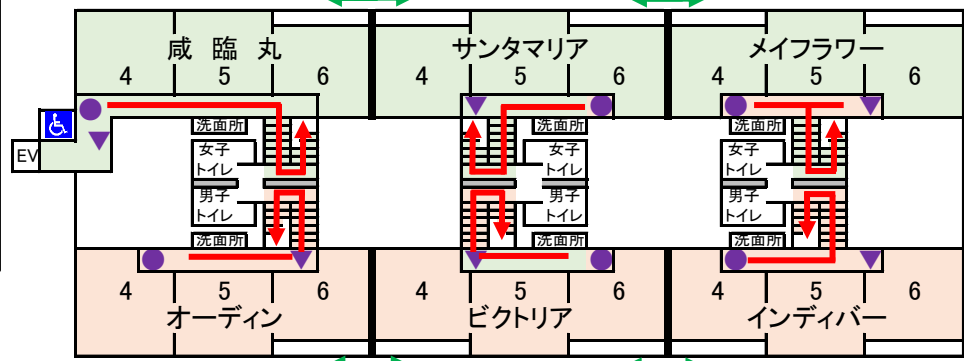 咸臨丸 サンタマリア メイフラワー
4 5 6 4 5 6 4 5 6
EV
洗面所 洗面所 洗面所
女子 女子 女子
トイレ トイレ トイレ
男子 男子 男子
トイレ トイレ トイレ
洗面所 洗面所 洗面所
4 5 6 4 5 6 4 5 6
オーディン ビクトリア インディバー